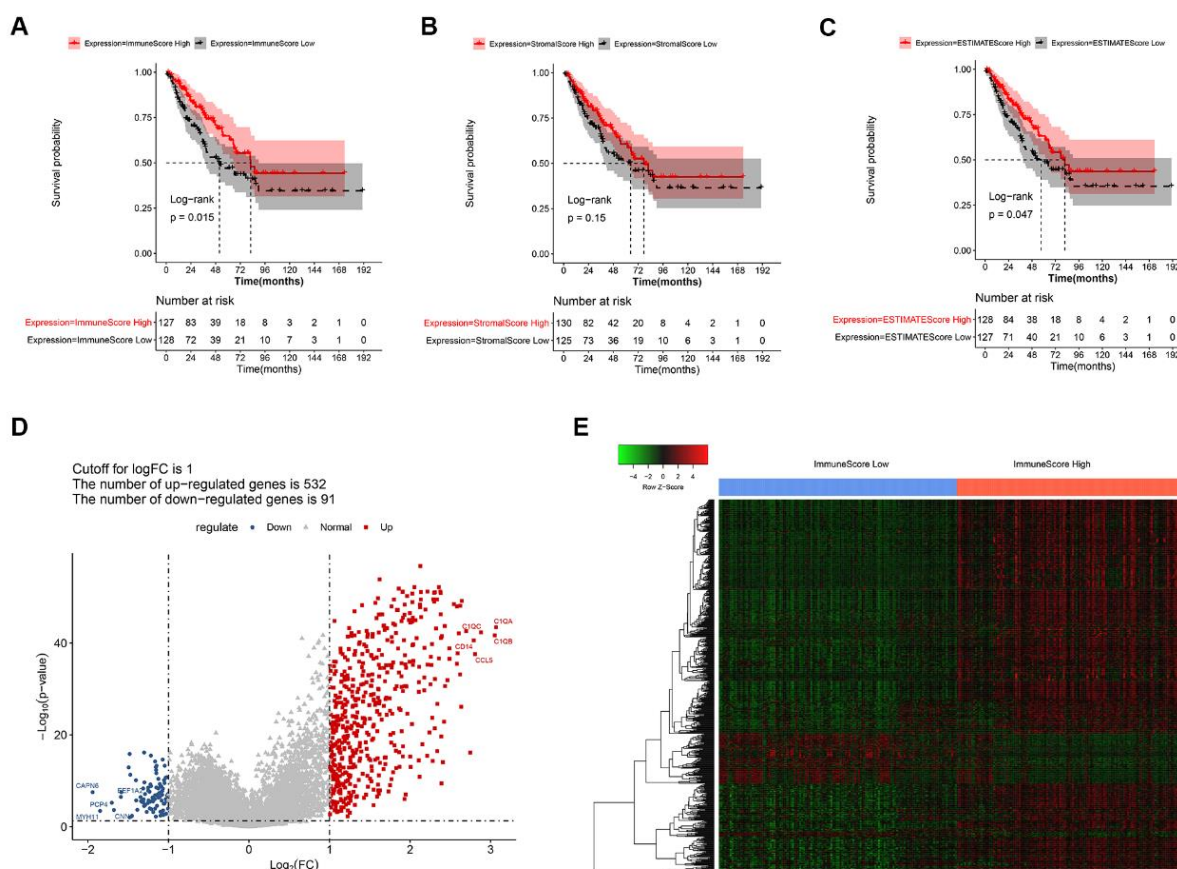 A
Expression=ImmuneScore High Expression=ImmuneScore Low
Survival probability
1.00
0.75
0.50
0.25
0.00
Log-rank
p = 0.015
0 24 48 72 96 120 144 168 192
Time(months)
Number at risk
Expression=ImmuneScore High 127 83 39 18 8 3 2 1 0
Expression=ImmuneScore Low 128 72 39 21 10 7 3 1 0
0 24 48 72 96 120 144 168 192
Time(months)
B
Expression=StromalScore High Expression=StromalScore Low
Survival probability
1.00
0.75
0.50
0.25
0.00
Log-rank
p = 0.15
0 24 48 72 96 120 144 168 192
Time(months)
Number at risk
Expression=StromalScore High 130 82 42 20 8 4 2 1 0
Expression=StromalScore Low 125 73 36 19 10 6 3 1 0
0 24 48 72 96 120 144 168 192
Time(months)
C
Expression=ESTIMATEScore High Expression=ESTIMATEScore Low
Survival probability
1.00
0.75
0.50
0.25
0.00
Log-rank
p = 0.047
0 24 48 72 96 120 144 168 192
Time(months)
Number at risk
Expression=ESTIMATEScore High 128 84 38 18 8 4 2 1 0
Expression=ESTIMATEScore Low 127 71 40 21 10 6 3 1 0
0 24 48 72 96 120 144 168 192
Time(months)
D
Cutoff for logFC is 1
The number of up-regulated genes is 532
The number of down-regulated genes is 91
regulate Down Normal Up
-Log10(p-value)
40
20
0
C1QA
C1QC
C1QB
CD14
CCL5
CAPN6
EEF1A2
PCP4
MYH11
-2 -1 0 1 2 3
Log2(FC)
E
-4 -2 0 2 4
Row Z-Score
ImmuneScore Low ImmuneScore High